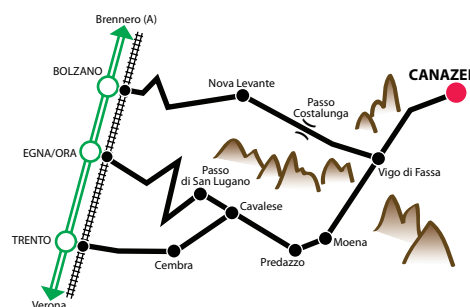 Brennero (A)
BOLZANO
Nova Levante
Passo
Costalunga
CANAZEI
EGNA/ORA
Passo
di San Lugano
Vigo di Fassa
Cavalese
TRENTO
Cembra
Predazzo
Moena
Verona